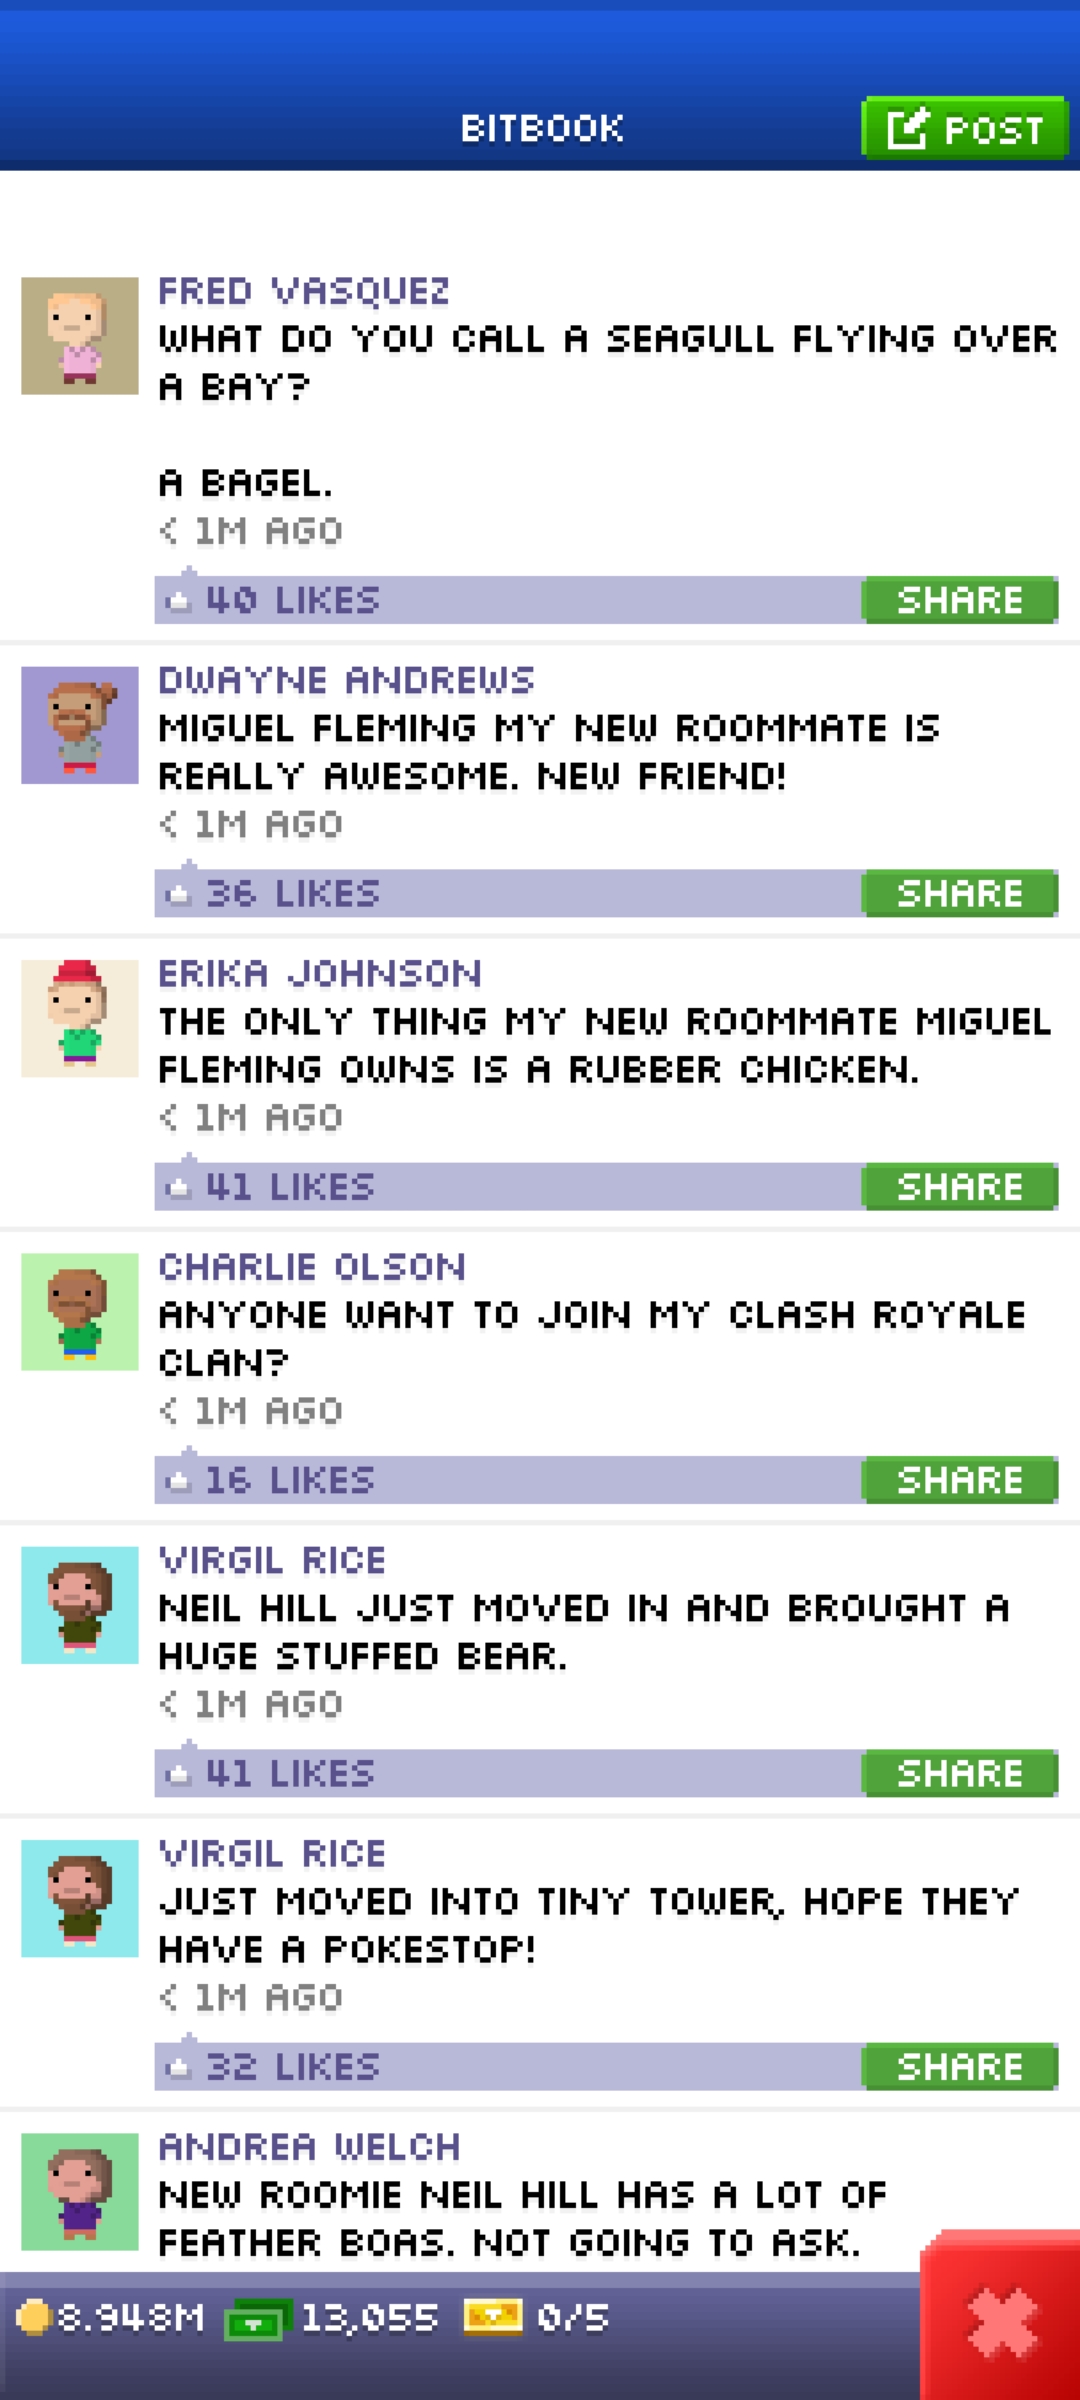 BITBOOK
POST
FRED VASQUEZ
WHAT DO YOU CALL A SEAGULL FLYING OVER
A BAY?
A BAGEL.
< 1M AGO
40 LIKES
SHARE
DWAYNE ANDREWS
MIGUEL FLEMING MY NEW ROOMMATE IS
REALLY AWESOME. NEW FRIEND!
< 1M AGO
36 LIKES
SHARE
ERIKA JOHNSON
THE ONLY THING MY NEW ROOMMATE MIGUEL
FLEMING OWNS IS A RUBBER CHICKEN.
< 1M AGO
41 LIKES
SHARE
CHARLIE OLSON
ANYONE WANT TO JOIN MY CLASH ROYALE
CLAN?
< 1M AGO
16 LIKES
SHARE
VIRGIL RICE
NEIL HILL JUST MOVED IN AND BROUGHT A
HUGE STUFFED BEAR.
< 1M AGO
41 LIKES
SHARE
VIRGIL RICE
JUST MOVED INTO TINY TOWER, HOPE THEY
HAVE A POKESTOP!
< 1M AGO
32 LIKES
SHARE
ANDREA WELCH
NEW ROOMIE NEIL HILL HAS A LOT OF
FEATHER BOAS. NOT GOING TO ASK.
8.948M 13,055 0/5